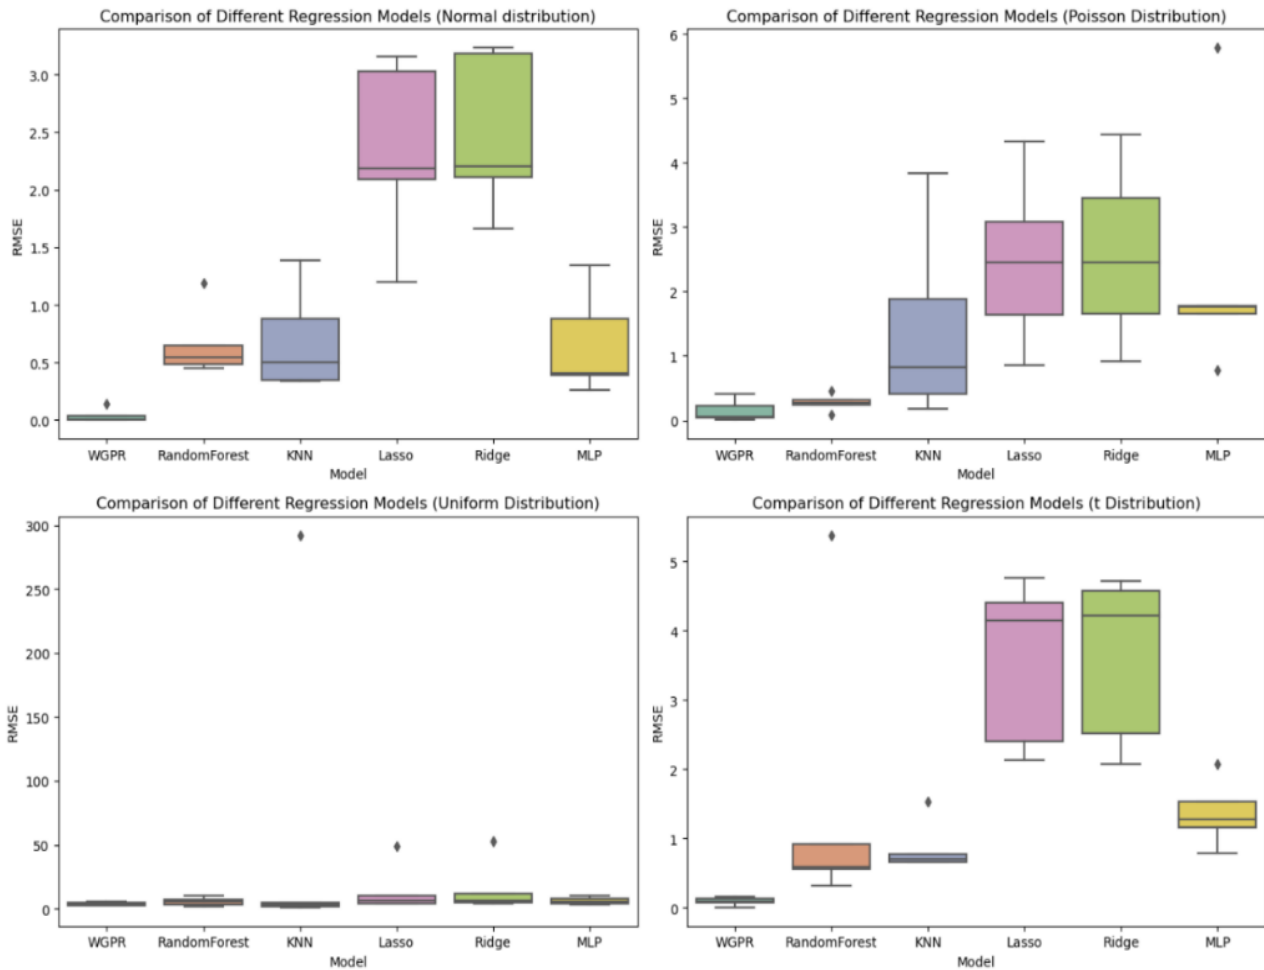 Comparison of Different Regression Models (Normal distribution)
3.0
2.5
2.0
1.5
1.0
0.5
0.0
RMSE
WGPR RandomForest KNN Lasso Ridge MLP
Model
Comparison of Different Regression Models (Poisson Distribution)
6
5
4
3
2
1
0
RMSE
WGPR RandomForest KNN Lasso Ridge MLP
Model
Comparison of Different Regression Models (Uniform Distribution)
300
250
200
150
100
50
0
RMSE
WGPR RandomForest KNN Lasso Ridge MLP
Model
Comparison of Different Regression Models (t Distribution)
5
4
3
2
1
0
RMSE
WGPR RandomForest KNN Lasso Ridge MLP
Model